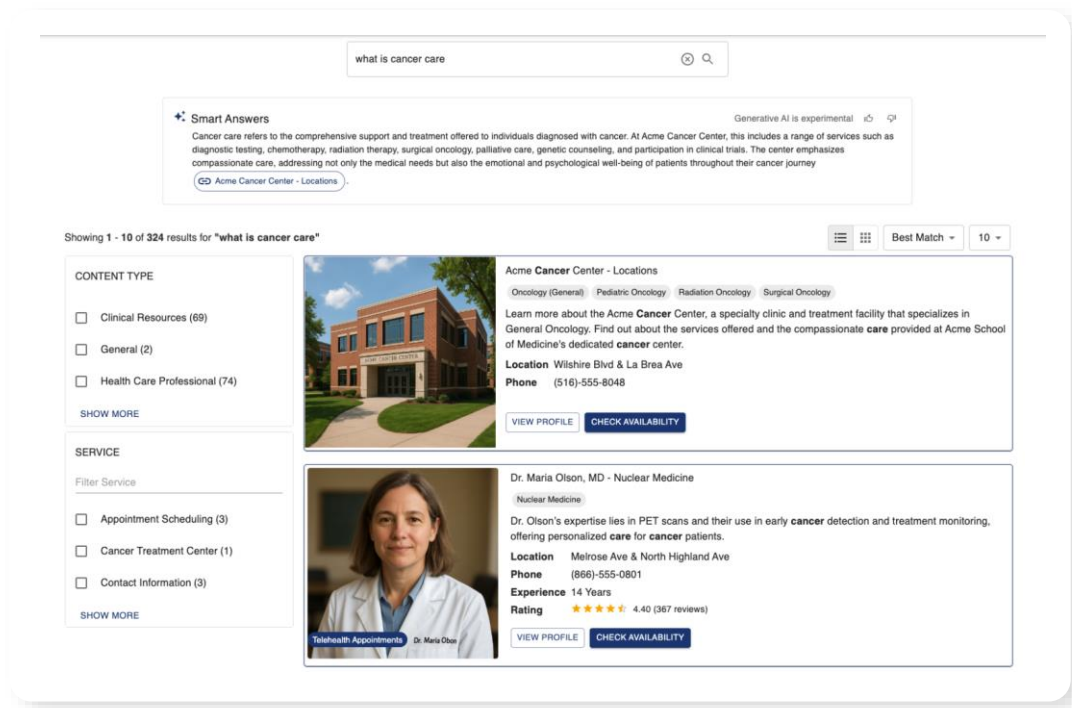 what is cancer care
Smart Answers
Generative AI is experimental
Cancer care refers to the comprehensive support and treatment offered to individuals diagnosed with cancer. At Acme Cancer Center, this includes a range of services such as
diagnostic testing, chemotherapy, radiation therapy, surgical oncology, palliative care, genetic counseling, and participation in clinical trials. The center emphasizes
compassionate care, addressing not only the medical needs but also the emotional and psychological well-being of patients throughout their cancer journey
Acme Cancer Center - Locations .
Showing 1 - 10 of 324 results for "what is cancer care"
Best Match
10
CONTENT TYPE
Clinical Resources (69)
General (2)
Health Care Professional (74)
SHOW MORE
SERVICE
Filter Service
Appointment Scheduling (3)
Cancer Treatment Center (1)
Contact Information (3)
SHOW MORE
ACME CANCER CENTER
Acme Cancer Center - Locations
Oncology (General) Pediatric Oncology Radiation Oncology Surgical Oncology
Learn more about the Acme Cancer Center, a specialty clinic and treatment facility that specializes in
General Oncology. Find out about the services offered and the compassionate care provided at Acme School
of Medicine's dedicated cancer center.
Location Wilshire Blvd & La Brea Ave
Phone (516)-555-8048
VIEW PROFILE CHECK AVAILABILITY
Telehealth Appointments Dr. Maria Olson
Dr. Maria Olson, MD - Nuclear Medicine
Nuclear Medicine
Dr. Olson's expertise lies in PET scans and their use in early cancer detection and treatment monitoring,
offering personalized care for cancer patients.
Location Melrose Ave & North Highland Ave
Phone (866)-555-0801
Experience 14 Years
Rating 4.40 (367 reviews)
VIEW PROFILE CHECK AVAILABILITY